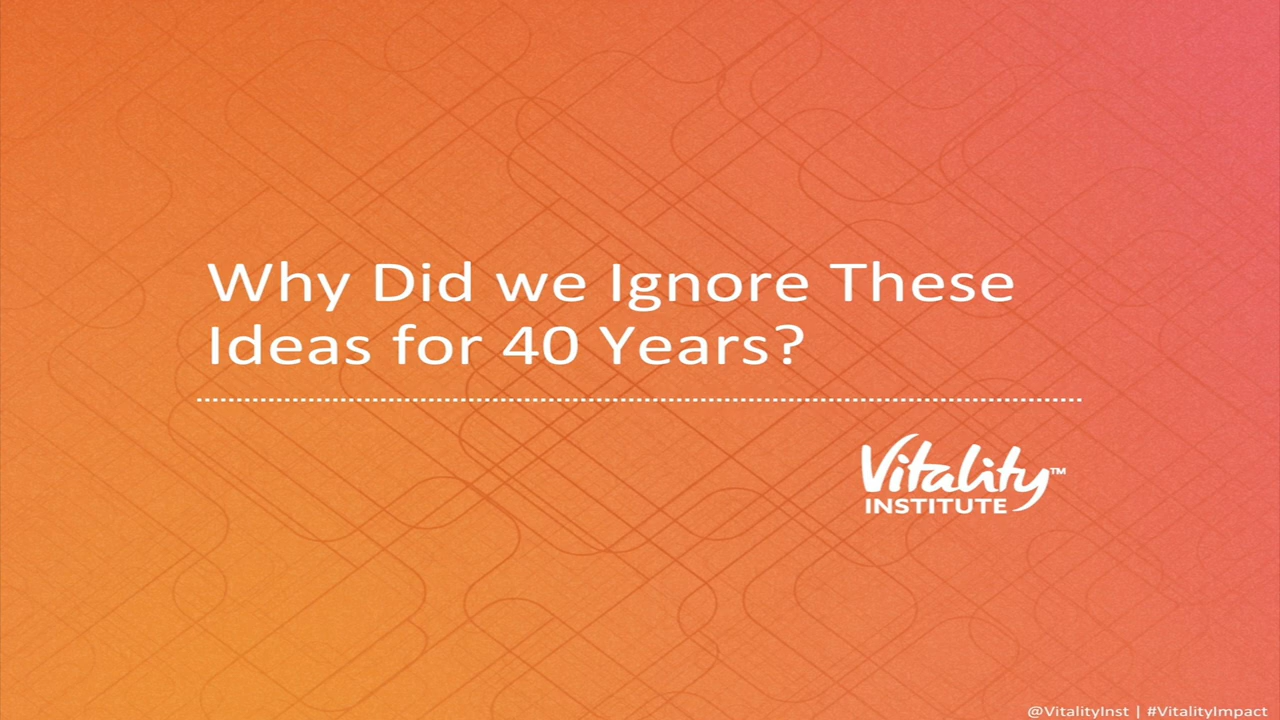 Why Did we Ignore These
Ideas for 40 Years?
Vitality™
INSTITUTE
@VitalityInst | #VitalityImpact